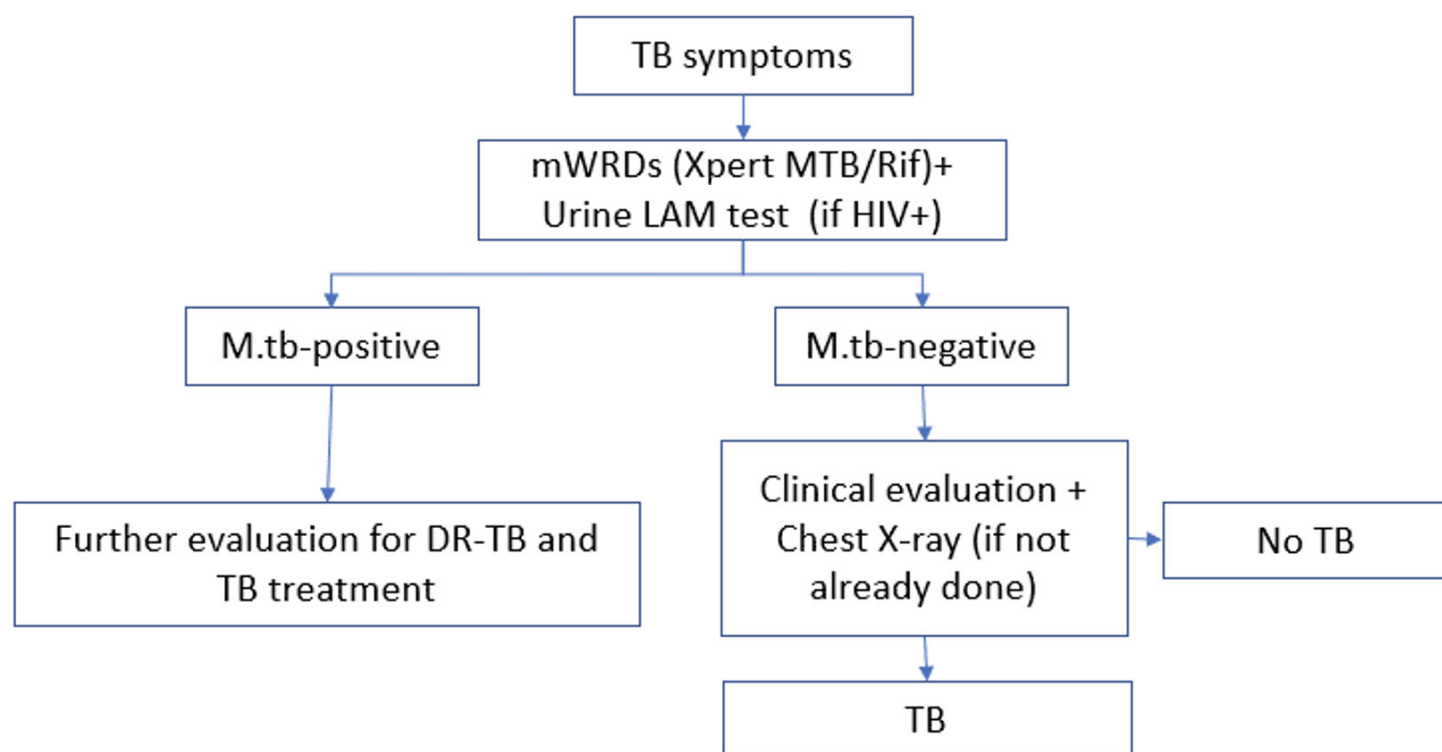 TB symptoms
mWRDs (Xpert MTB/Rif)+
Urine LAM test (if HIV+)
M.tb-positive
M.tb-negative
Further evaluation for DR-TB and
TB treatment
Clinical evaluation +
Chest X-ray (if not
already done)
No TB
TB